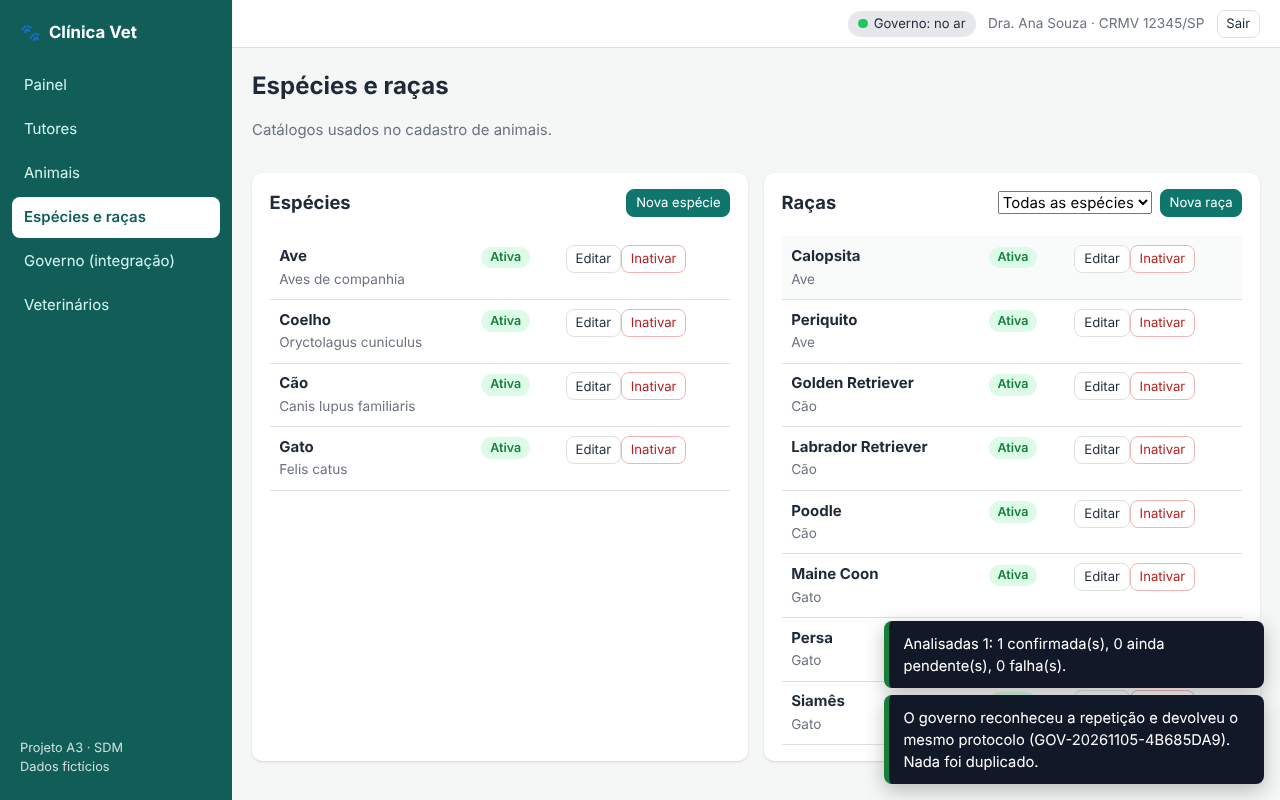 Clínica Vet
Painel
Tutores
Animais
Espécies e raças
Governo (integração)
Veterinários
Projeto A3 · SDM
Dados fictícios
Governo: no ar
Dra. Ana Souza · CRMV 12345/SP
Sair
Espécies e raças
Catálogos usados no cadastro de animais.
Espécies
Nova espécie
Ave
Aves de companhia
Ativa
Editar
Inativar
Coelho
Oryctolagus cuniculus
Ativa
Editar
Inativar
Cão
Canis lupus familiaris
Ativa
Editar
Inativar
Gato
Felis catus
Ativa
Editar
Inativar
Raças
Todas as espécies
Nova raça
Calopsita
Ave
Ativa
Editar
Inativar
Periquito
Ave
Ativa
Editar
Inativar
Golden Retriever
Cão
Ativa
Editar
Inativar
Labrador Retriever
Cão
Ativa
Editar
Inativar
Poodle
Cão
Ativa
Editar
Inativar
Maine Coon
Gato
Ativa
Editar
Inativar
Persa
Gato
Siamês
Gato
Analisadas 1: 1 confirmada(s), 0 ainda
pendente(s), 0 falha(s).
O governo reconheceu a repetição e devolveu o
mesmo protocolo (GOV-20261105-4B685DA9).
Nada foi duplicado.